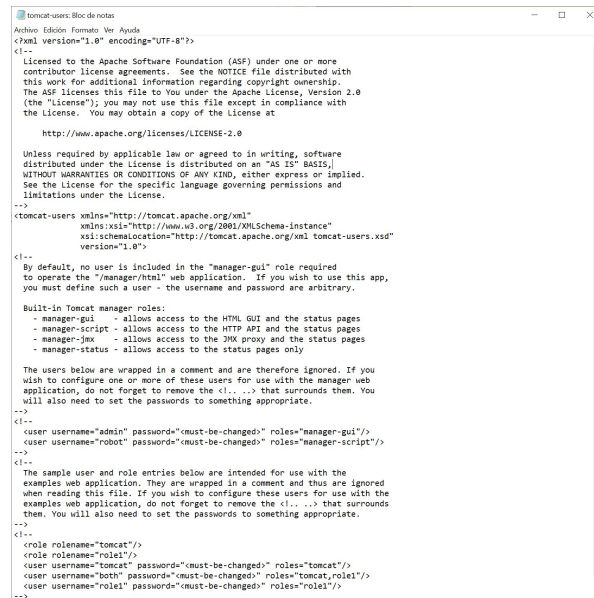 tomcat-users: Bloc de notas
Archivo Edición Formato Ver Ayuda
<?xml version="1.0" encoding="UTF-8"?>
<!--
  Licensed to the Apache Software Foundation (ASF) under one or more
  contributor license agreements.  See the NOTICE file distributed with
  this work for additional information regarding copyright ownership.
  The ASF licenses this file to You under the Apache License, Version 2.0
  (the "License"); you may not use this file except in compliance with
  the License.  You may obtain a copy of the License at

      http://www.apache.org/licenses/LICENSE-2.0

  Unless required by applicable law or agreed to in writing, software
  distributed under the License is distributed on an "AS IS" BASIS,
  WITHOUT WARRANTIES OR CONDITIONS OF ANY KIND, either express or implied.
  See the License for the specific language governing permissions and
  limitations under the License.
-->
<tomcat-users xmlns="http://tomcat.apache.org/xml"
              xmlns:xsi="http://www.w3.org/2001/XMLSchema-instance"
              xsi:schemaLocation="http://tomcat.apache.org/xml tomcat-users.xsd"
              version="1.0">
<!--
  By default, no user is included in the "manager-gui" role required
  to operate the "/manager/html" web application.  If you wish to use this app,
  you must define such a user - the username and password are arbitrary.

  Built-in Tomcat manager roles:
    - manager-gui    - allows access to the HTML GUI and the status pages
    - manager-script - allows access to the HTTP API and the status pages
    - manager-jmx    - allows access to the JMX proxy and the status pages
    - manager-status - allows access to the status pages only

  The users below are wrapped in a comment and are therefore ignored. If you
  wish to configure one or more of these users for use with the manager web
  application, do not forget to remove the <!.. ..> that surrounds them. You
  will also need to set the passwords to something appropriate.
-->
<!--
  <user username="admin" password="<must-be-changed>" roles="manager-gui"/>
  <user username="robot" password="<must-be-changed>" roles="manager-script"/>
-->
<!--
  The sample user and role entries below are intended for use with the
  examples web application. They are wrapped in a comment and thus are ignored
  when reading this file. If you wish to configure these users for use with the
  examples web application, do not forget to remove the <!.. ..> that surrounds
  them. You will also need to set the passwords to something appropriate.
-->
<!--
  <role rolename="tomcat"/>
  <role rolename="role1"/>
  <user username="tomcat" password="<must-be-changed>" roles="tomcat"/>
  <user username="both" password="<must-be-changed>" roles="tomcat,role1"/>
  <user username="role1" password="<must-be-changed>" roles="role1"/>
-->